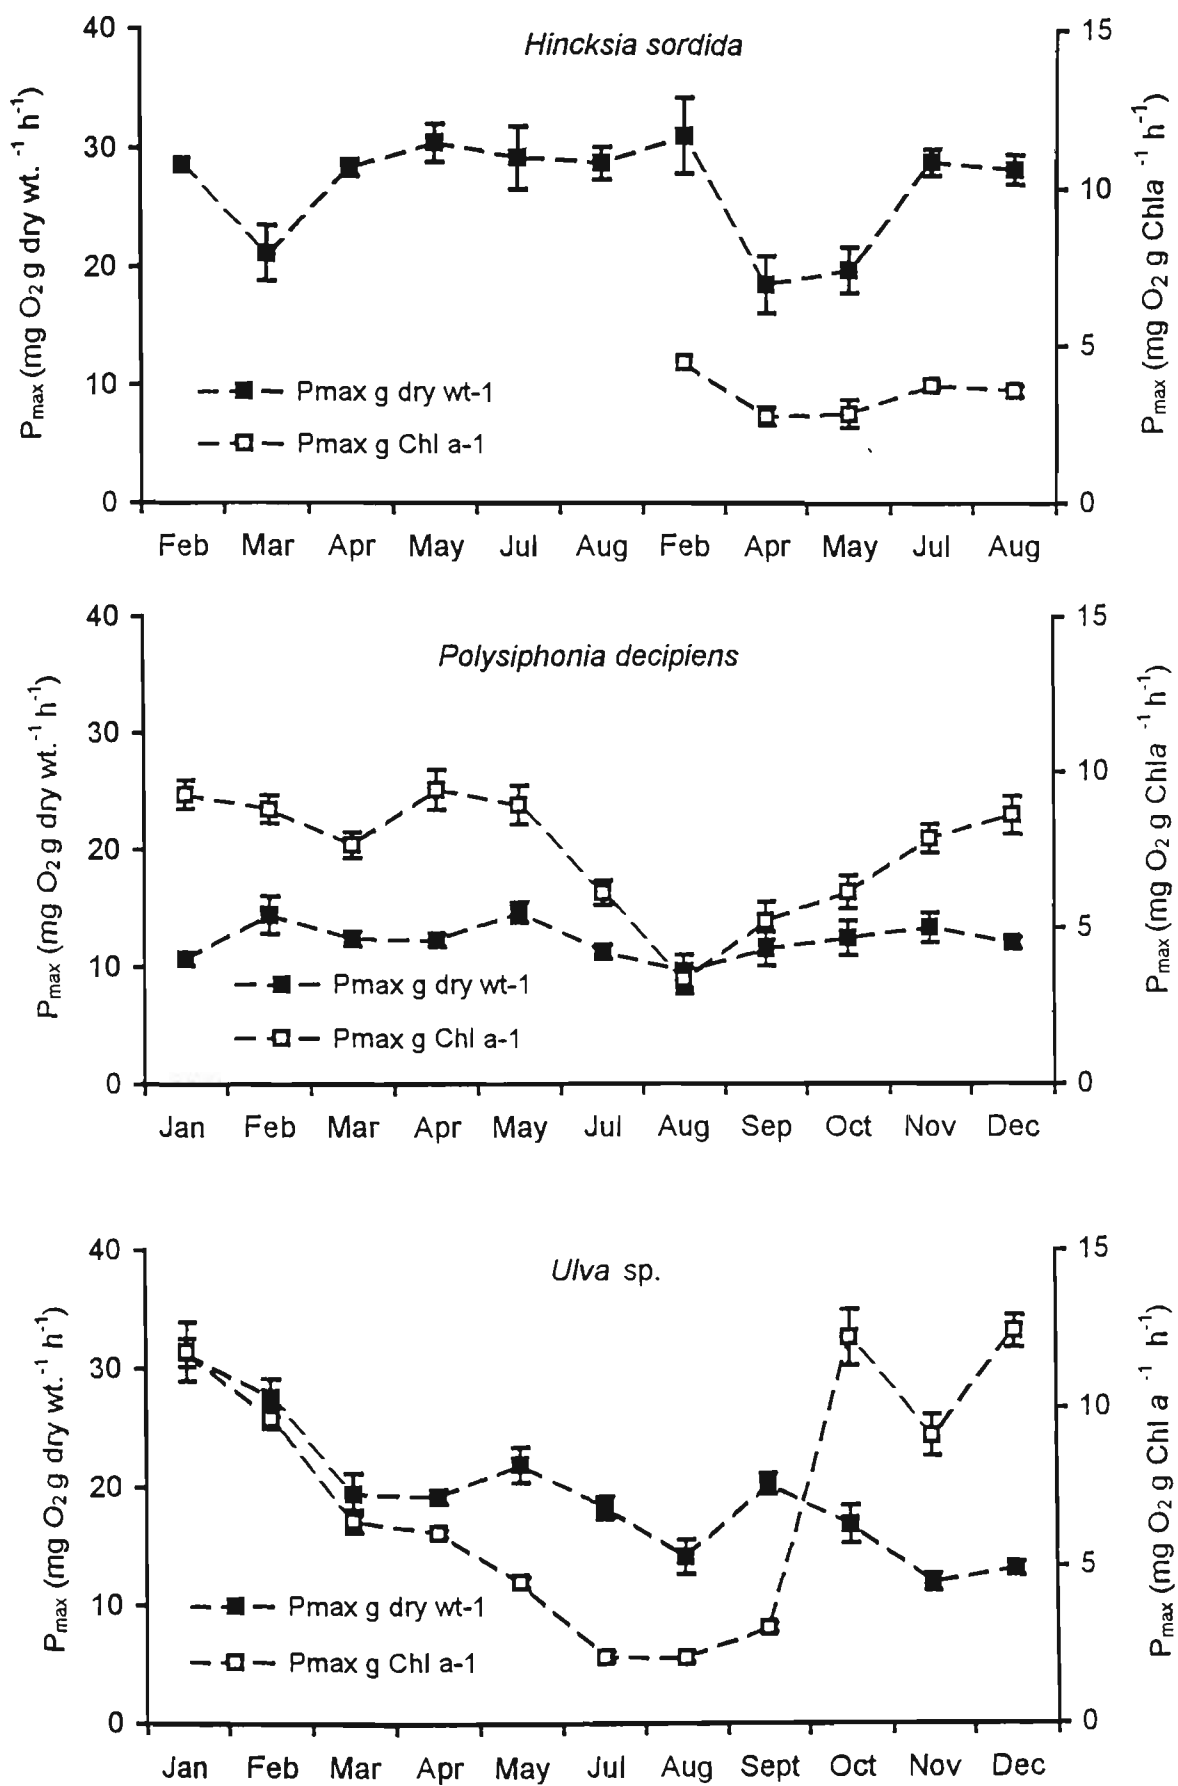 Hincksia sordida
P_max (mg O2 g dry wt. -1 h-1)
40
30
20
10
0
15
10
5
0
P_max (mg O2 g Chla -1 h-1)
Pmax g dry wt-1
Pmax g Chl a-1
Feb Mar Apr May Jul Aug Feb Apr May Jul Aug
Polysiphonia decipiens
P_max (mg O2 g dry wt. -1 h-1)
40
30
20
10
0
15
10
5
0
P_max (mg O2 g Chla -1 h-1)
Pmax g dry wt-1
Pmax g Chl a-1
Jan Feb Mar Apr May Jul Aug Sep Oct Nov Dec
Ulva sp.
P_max (mg O2 g dry wt. -1 h-1)
40
30
20
10
0
15
10
5
0
P_max (mg O2 g Chl a -1 h-1)
Pmax g dry wt-1
Pmax g Chl a-1
Jan Feb Mar Apr May Jul Aug Sept Oct Nov Dec